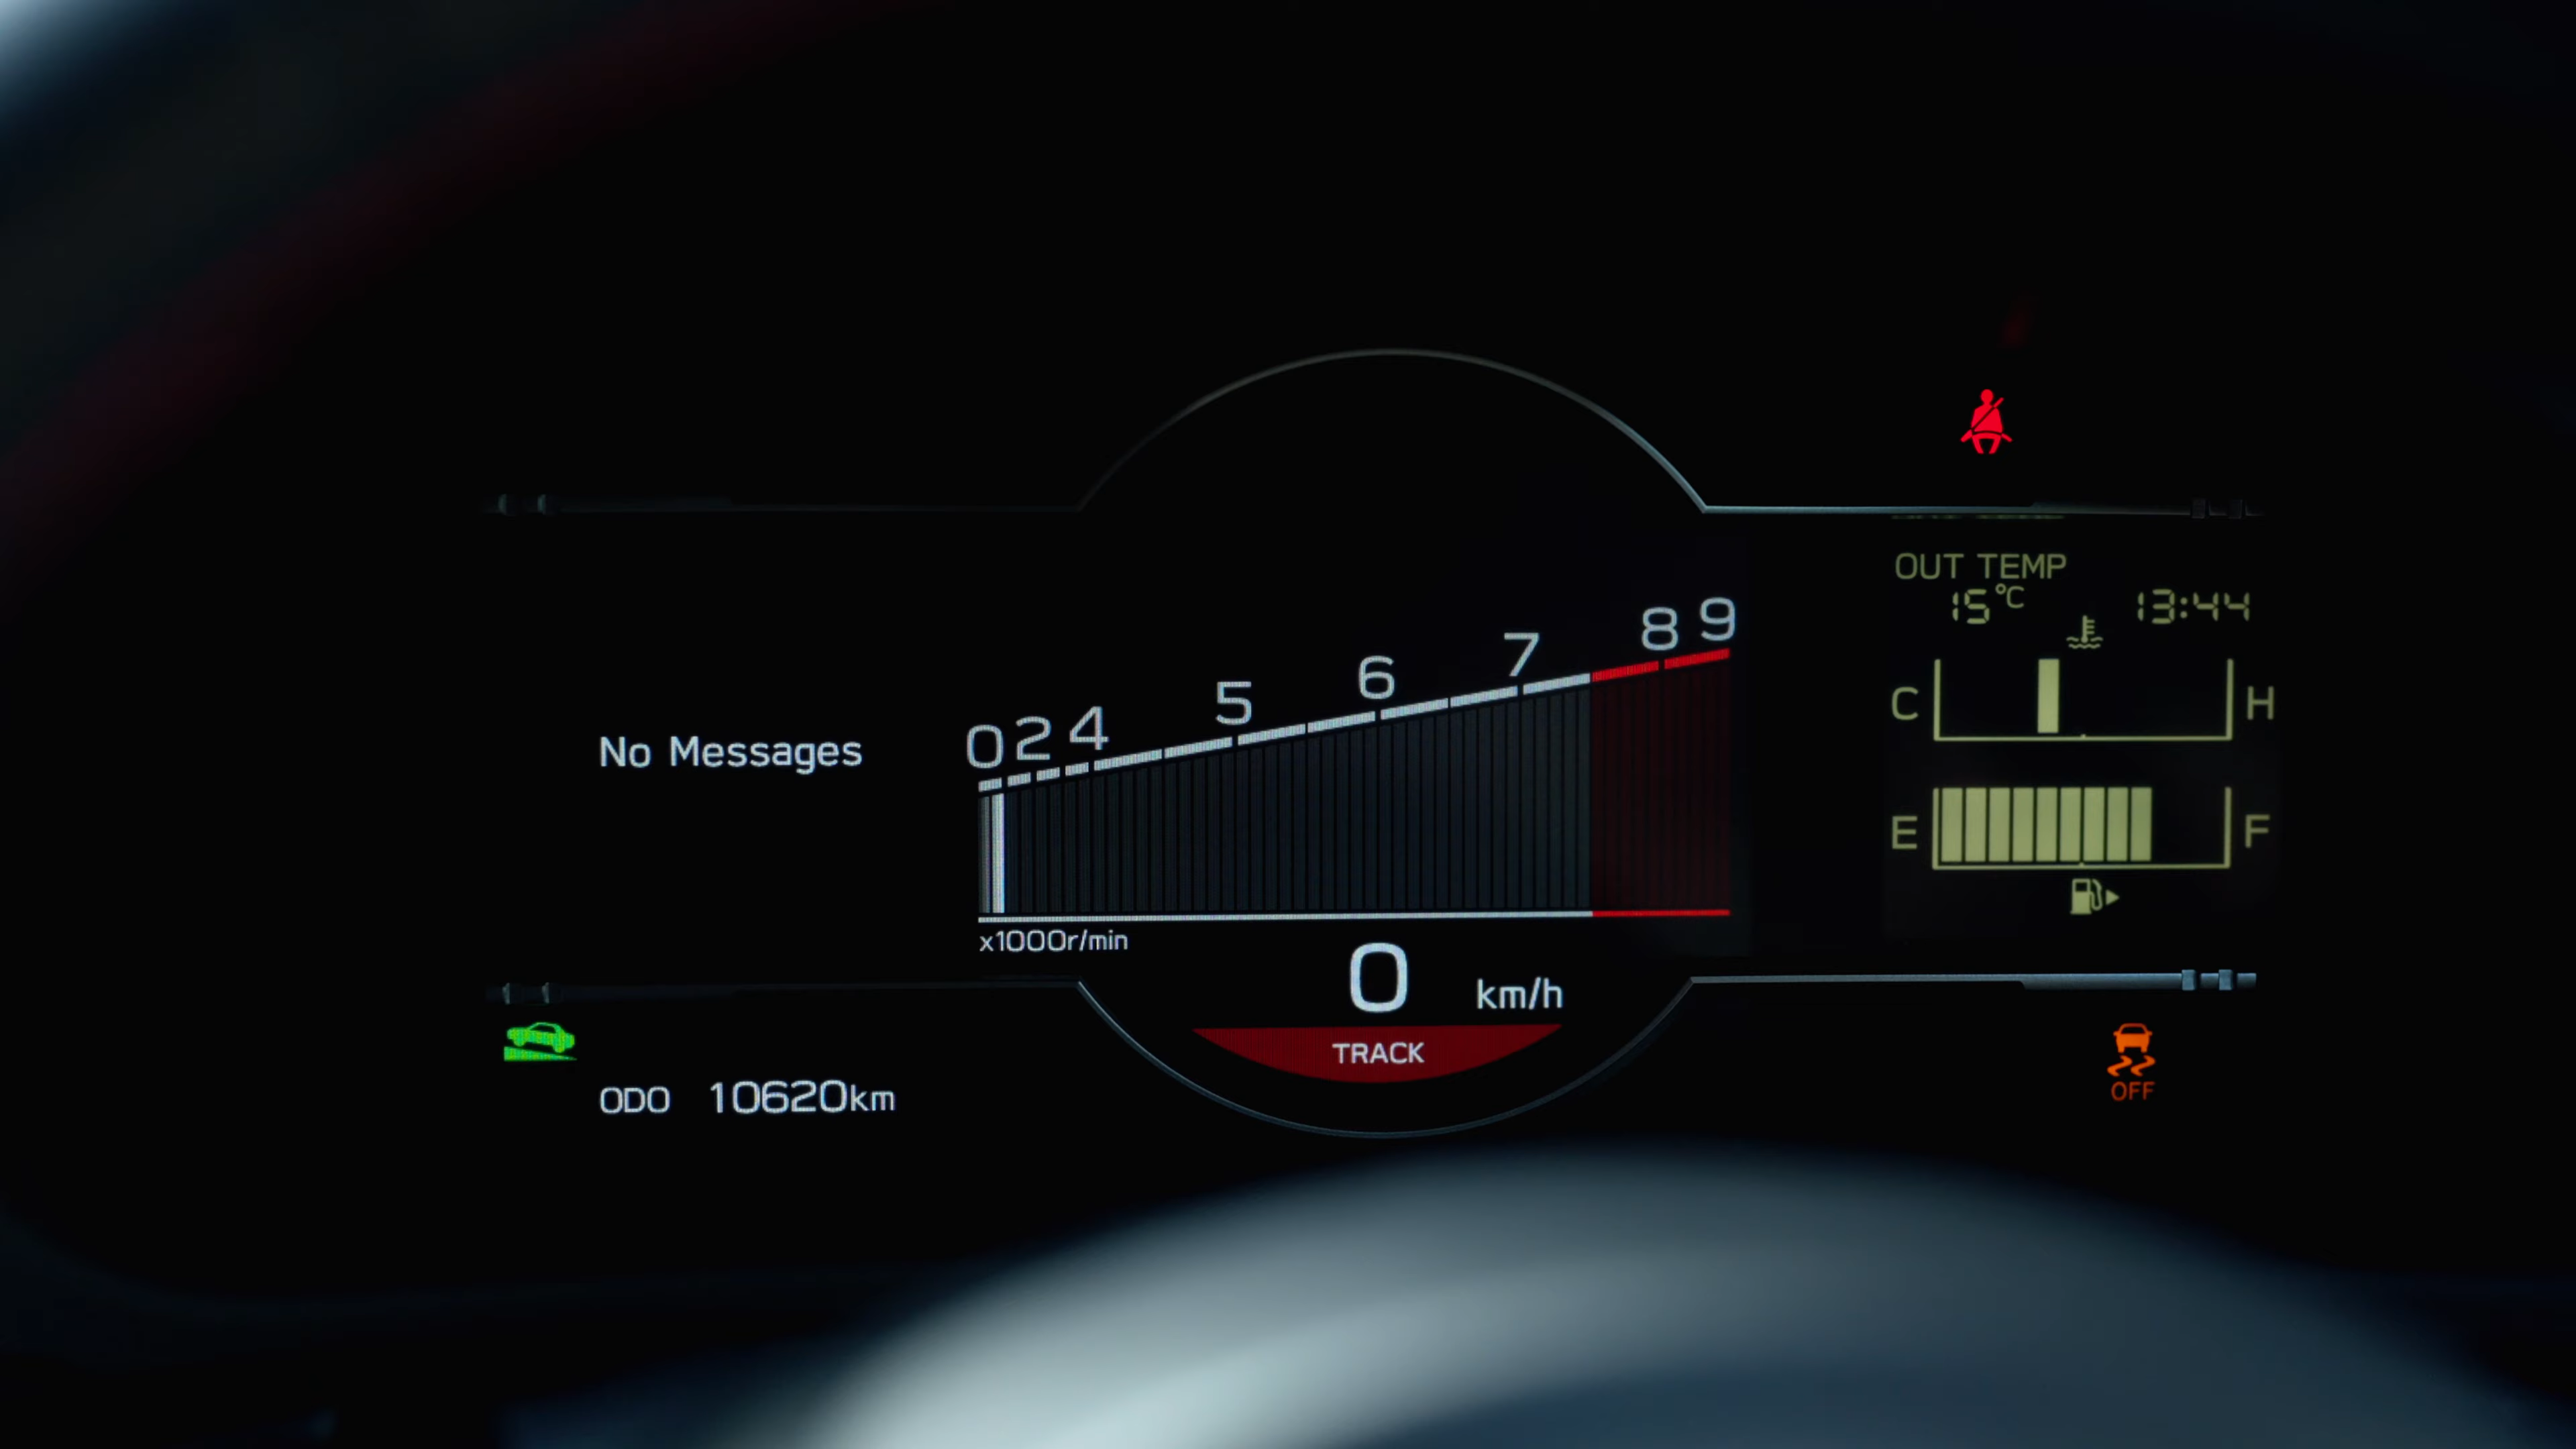 OUT TEMP
15°C 13:44
C H
E F
No Messages
0 2 4 5 6 7 8 9
x1000r/min
0 km/h
TRACK
ODO 10620km
OFF